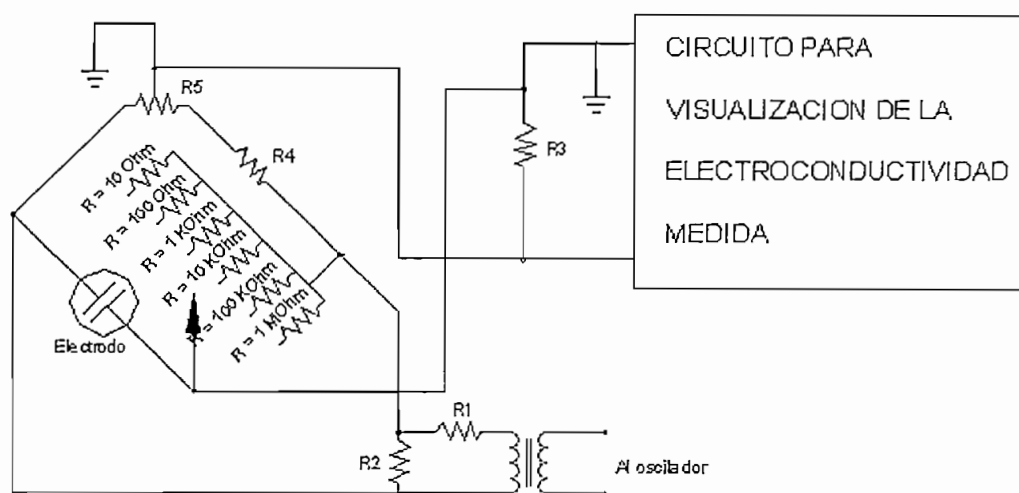 CIRCUITO PARA
VISUALIZACION DE LA
ELECTROCONDUCTIVIDAD
MEDIDA
R5
R4
R3
R = 10 Ohm
R = 100 Ohm
R = 1 KOhm
R = 10 KOhm
R = 100 KOhm
R = 1 MOhm
Electrodo
R1
R2
Al oscilador